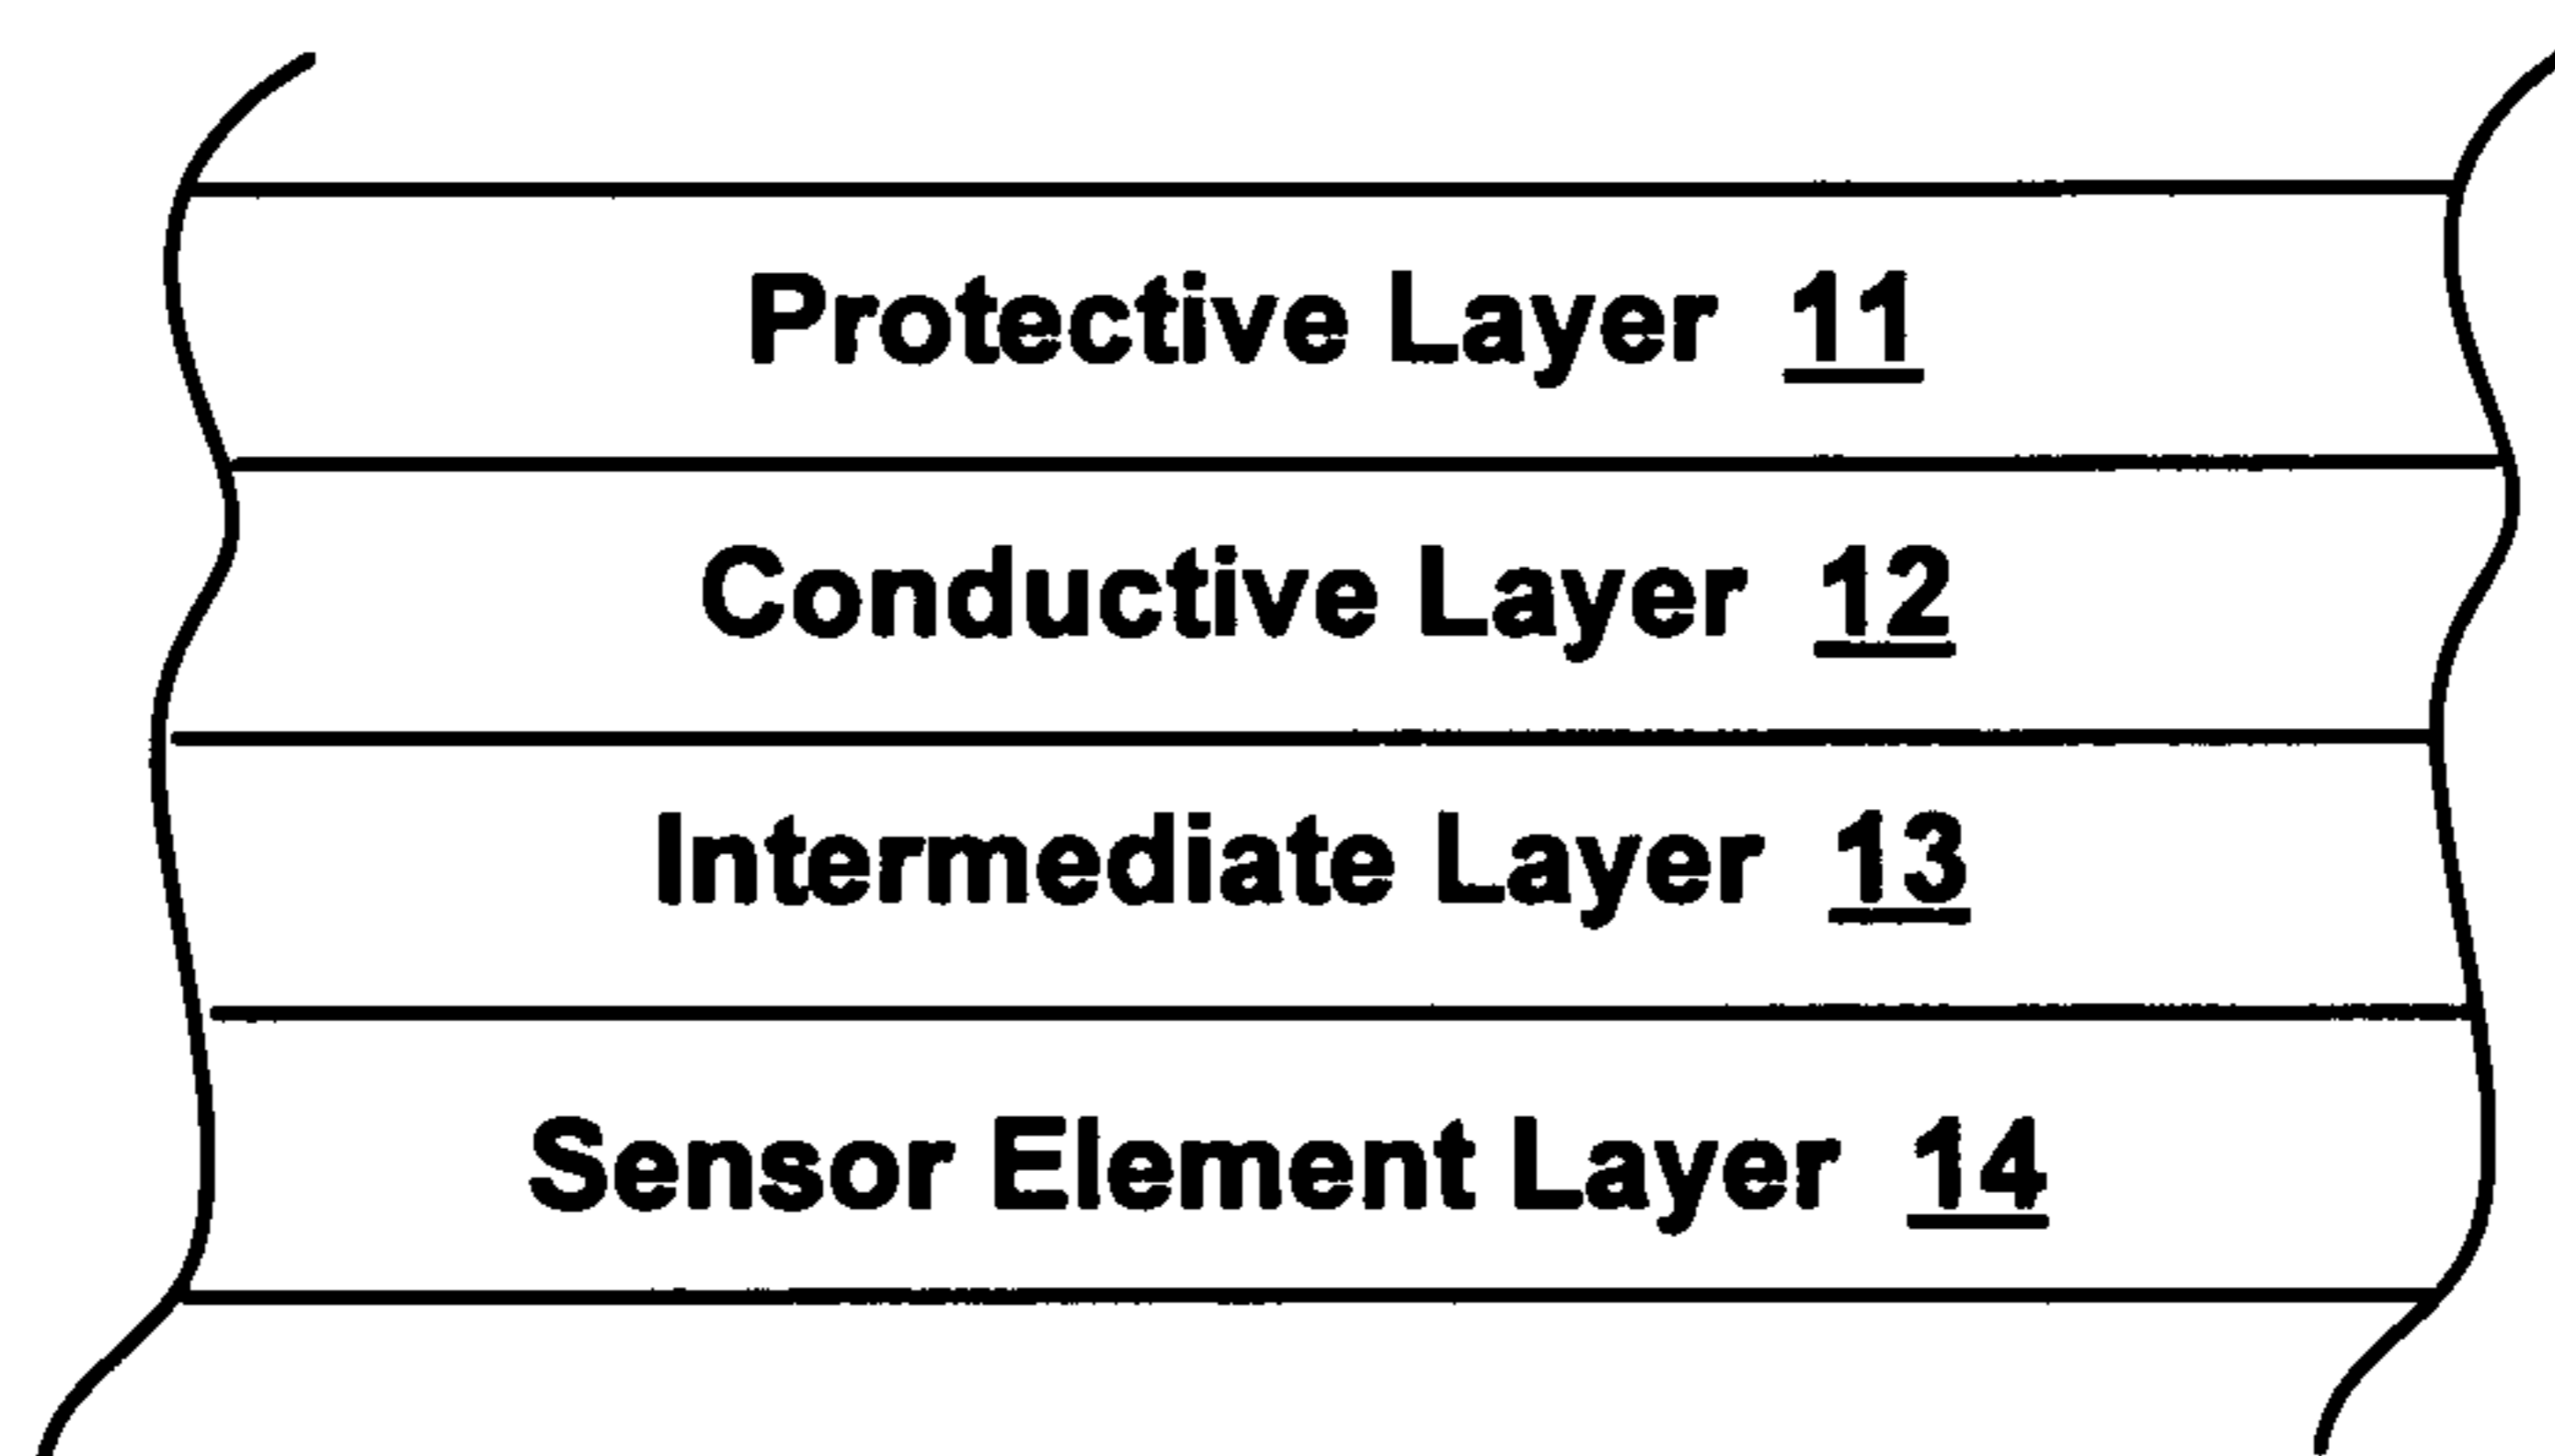 Protective Layer 11
Conductive Layer 12
Intermediate Layer 13
Sensor Element Layer 14